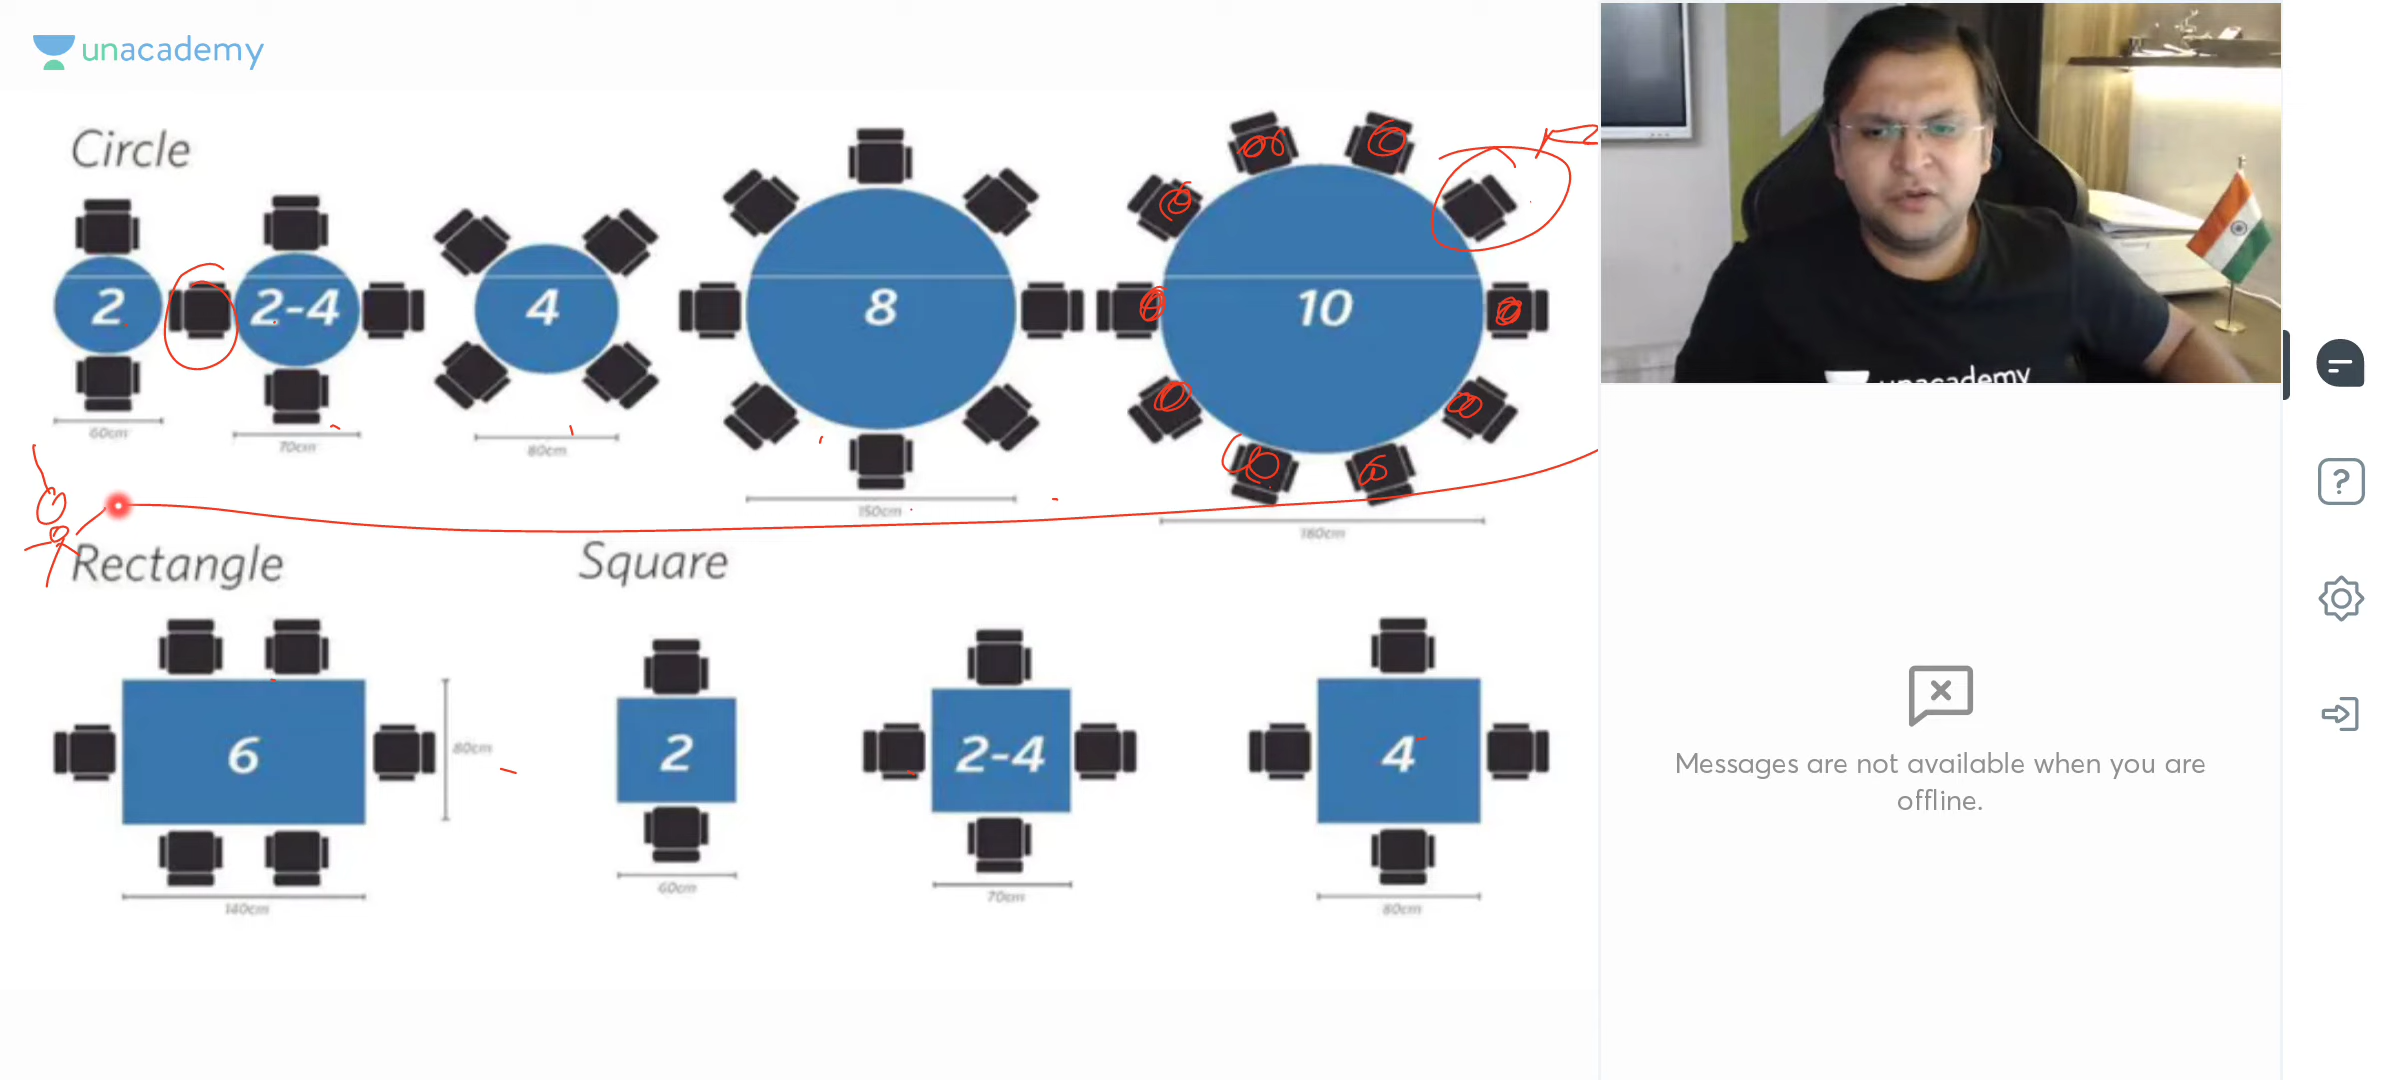 unacademy
Circle
2
2-4
4
8
10
60cm
70cm
80cm
150cm
180cm
Rectangle
Square
6
80cm
2
2-4
4
140cm
60cm
70cm
80cm
unacademy
?
Messages are not available when you are
offline.